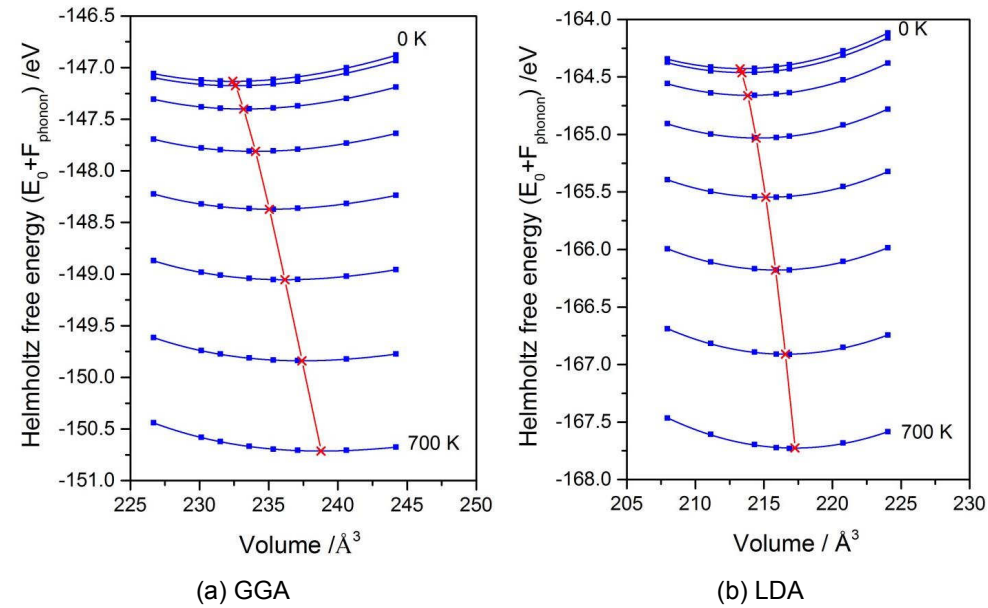 Helmholtz free energy (E₀+F_phonon) /eV
-146.5
-147.0
-147.5
-148.0
-148.5
-149.0
-149.5
-150.0
-150.5
-151.0
0 K
700 K
225 230 235 240 245 250
Volume /Å³
(a) GGA
Helmholtz free energy (E₀+F_phonon) /eV
-164.0
-164.5
-165.0
-165.5
-166.0
-166.5
-167.0
-167.5
-168.0
0 K
700 K
205 210 215 220 225 230
Volume / Å³
(b) LDA